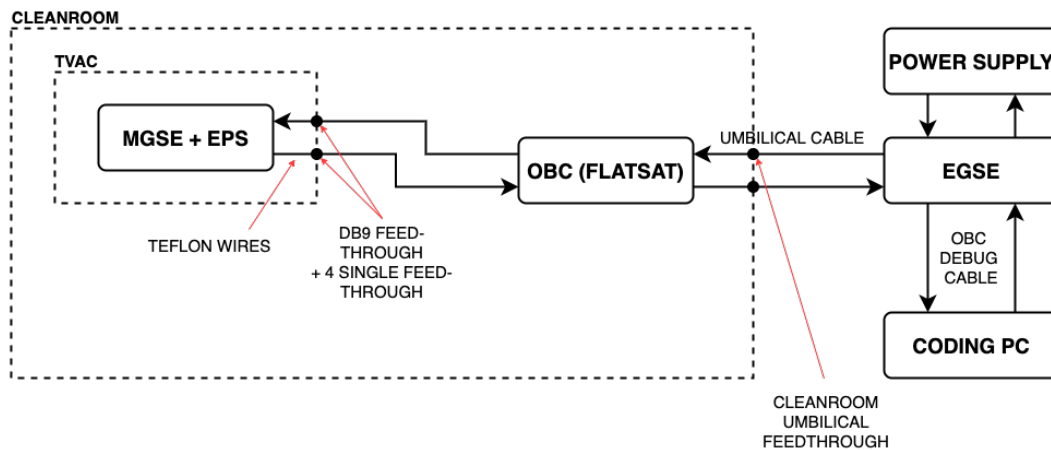 CLEANROOM
TVAC
MGSE + EPS
TEFLON WIRES
DB9 FEED-
THROUGH
+ 4 SINGLE FEED-
THROUGH
OBC (FLATSAT)
UMBILICAL CABLE
CLEANROOM
UMBILICAL
FEEDTHROUGH
POWER SUPPLY
EGSE
OBC
DEBUG
CABLE
CODING PC